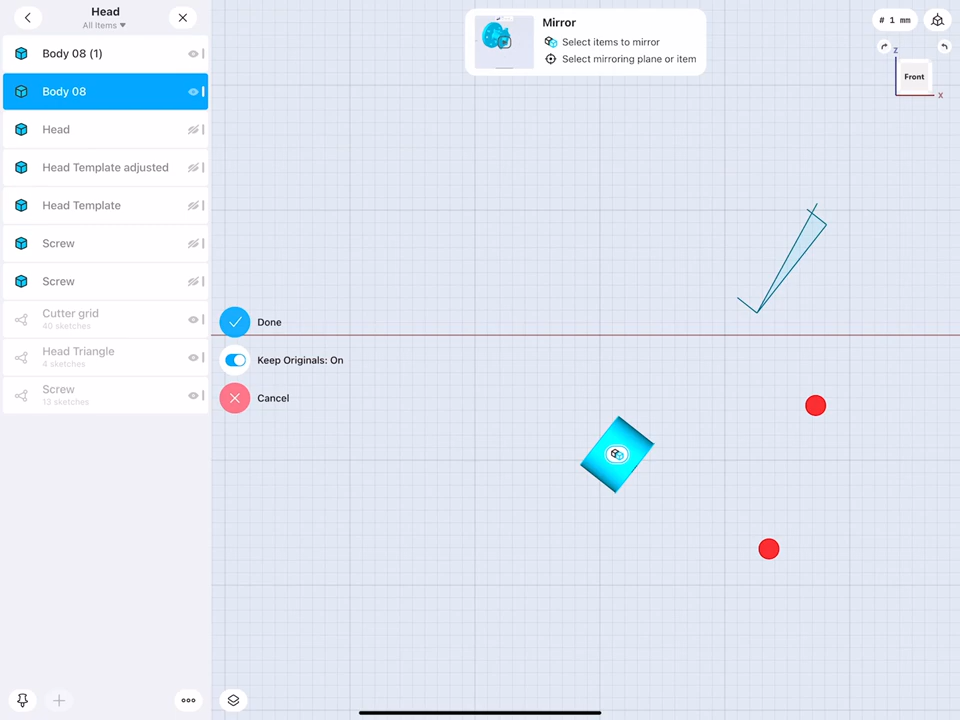 Head
All Items ▾
Body 08 (1)
Body 08
Head
Head Template adjusted
Head Template
Screw
Screw
Cutter grid
40 sketches
Head Triangle
4 sketches
Screw
13 sketches
Done
Keep Originals: On
Cancel
Mirror
Select items to mirror
Select mirroring plane or item
# 1 mm
Z
Front
X